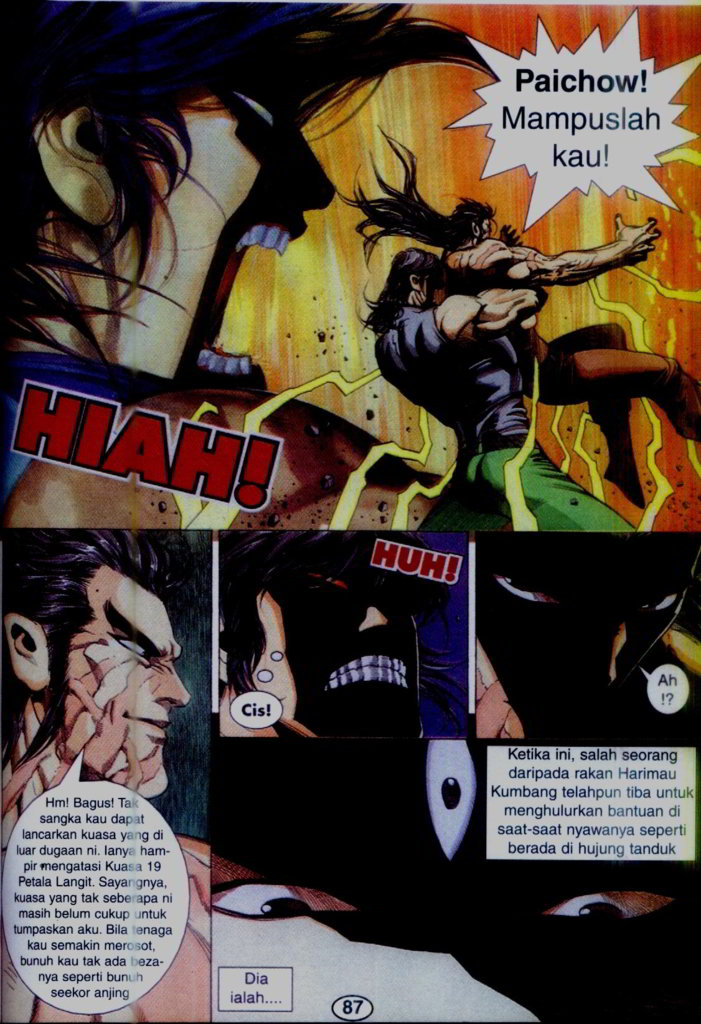 Paichow!
Mampuslah
kau!
HIAH!
Hm! Bagus! Tak
sangka kau dapat
lancarkan kuasa yang di
luar dugaan ni. Ianya ham-
pir mengatasi Kuasa 19
Petala Langit. Sayangnya,
kuasa yang tak seberapa ni
masih belum cukup untuk
tumpaskan aku. Bila tenaga
kau semakin merosot,
bunuh kau tak ada beza-
nya seperti bunuh
seekor anjing
HUH!
Cis!
Ah
!?
Ketika ini, salah seorang
daripada rakan Harimau
Kumbang telahpun tiba untuk
menghulurkan bantuan di
saat-saat nyawanya seperti
berada di hujung tanduk
Dia
ialah....
87